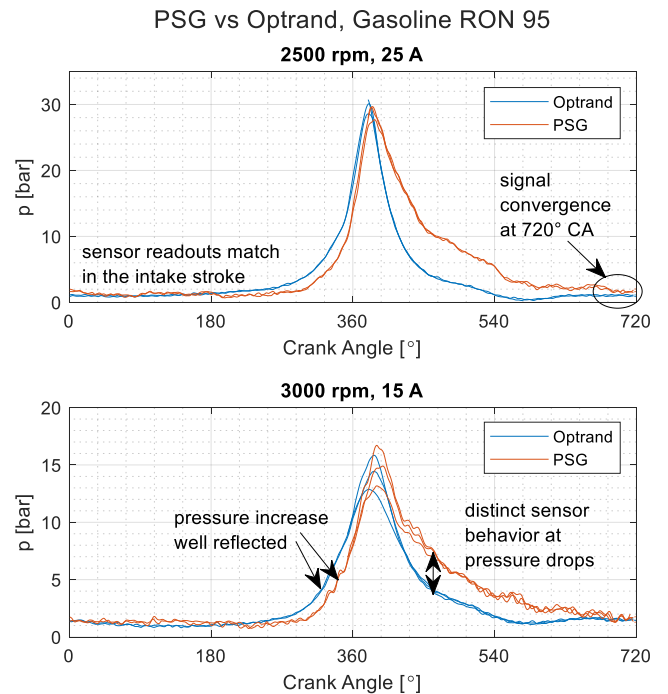 PSG vs Optrand, Gasoline RON 95
2500 rpm, 25 A
30
20
10
0
p [bar]
Optrand
PSG
signal
convergence
at 720° CA
sensor readouts match
in the intake stroke
0 180 360 540 720
Crank Angle [°]
3000 rpm, 15 A
20
15
10
5
0
p [bar]
Optrand
PSG
pressure increase
well reflected
distinct sensor
behavior at
pressure drops
0 180 360 540 720
Crank Angle [°]